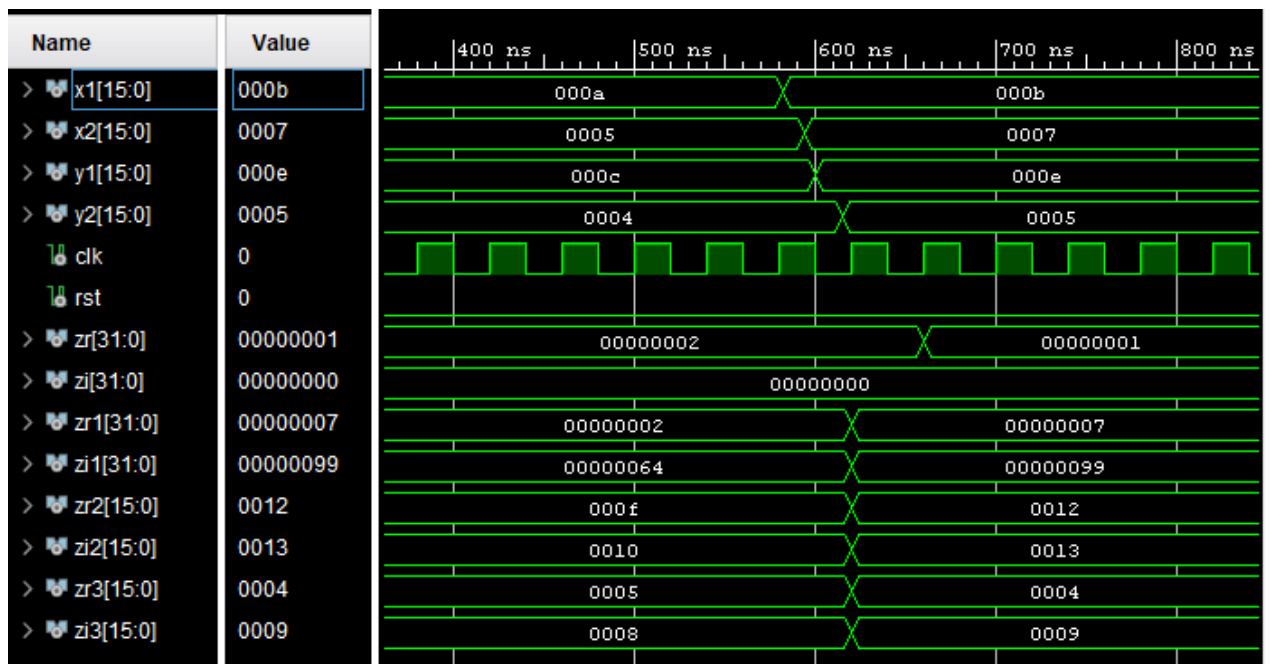 Name Value 400 ns 500 ns 600 ns 700 ns 800 ns
x1[15:0] 000b 000a 000b
x2[15:0] 0007 0005 0007
y1[15:0] 000e 000c 000e
y2[15:0] 0005 0004 0005
clk 0
rst 0
zr[31:0] 00000001 00000002 00000001
zi[31:0] 00000000 00000000
zr1[31:0] 00000007 00000002 00000007
zi1[31:0] 00000099 00000064 00000099
zr2[15:0] 0012 000f 0012
zi2[15:0] 0013 0010 0013
zr3[15:0] 0004 0005 0004
zi3[15:0] 0009 0008 0009